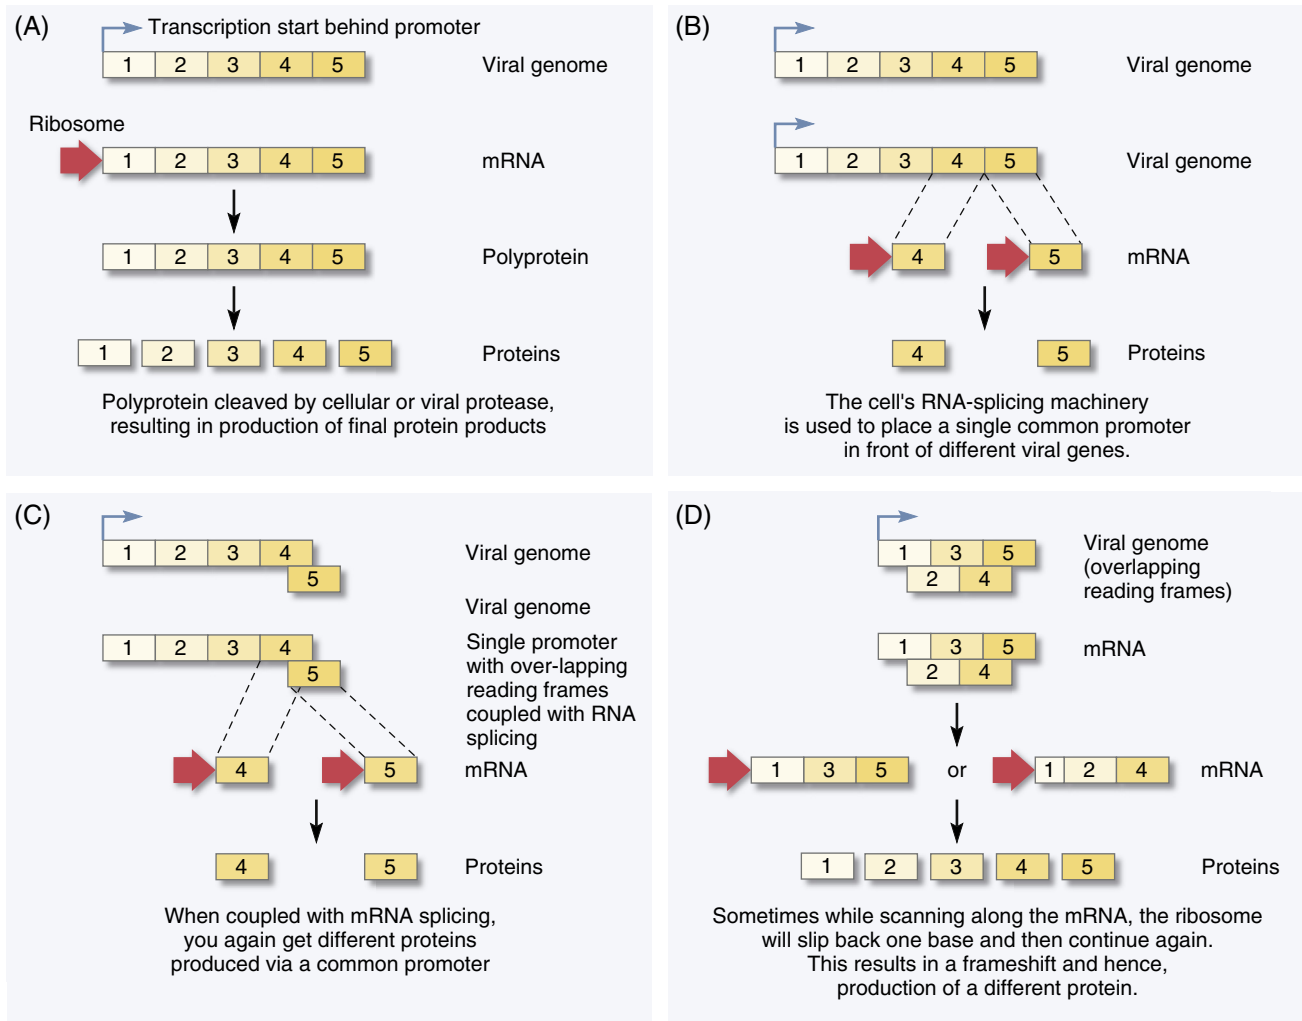 (A)
Transcription start behind promoter
1 2 3 4 5 Viral genome
Ribosome
1 2 3 4 5 mRNA
1 2 3 4 5 Polyprotein
1 2 3 4 5 Proteins
Polyprotein cleaved by cellular or viral protease,
resulting in production of final protein products
(B)
1 2 3 4 5 Viral genome
1 2 3 4 5 Viral genome
4 5 mRNA
4 5 Proteins
The cell's RNA-splicing machinery
is used to place a single common promoter
in front of different viral genes.
(C)
1 2 3 4 Viral genome
5
Viral genome
1 2 3 4
5
Single promoter
with over-lapping
reading frames
coupled with RNA
splicing
4 5 mRNA
4 5 Proteins
When coupled with mRNA splicing,
you again get different proteins
produced via a common promoter
(D)
1 3 5
2 4
Viral genome
(overlapping
reading frames)
1 3 5 mRNA
2 4
1 3 5 or 1 2 4 mRNA
1 2 3 4 5 Proteins
Sometimes while scanning along the mRNA, the ribosome
will slip back one base and then continue again.
This results in a frameshift and hence,
production of a different protein.